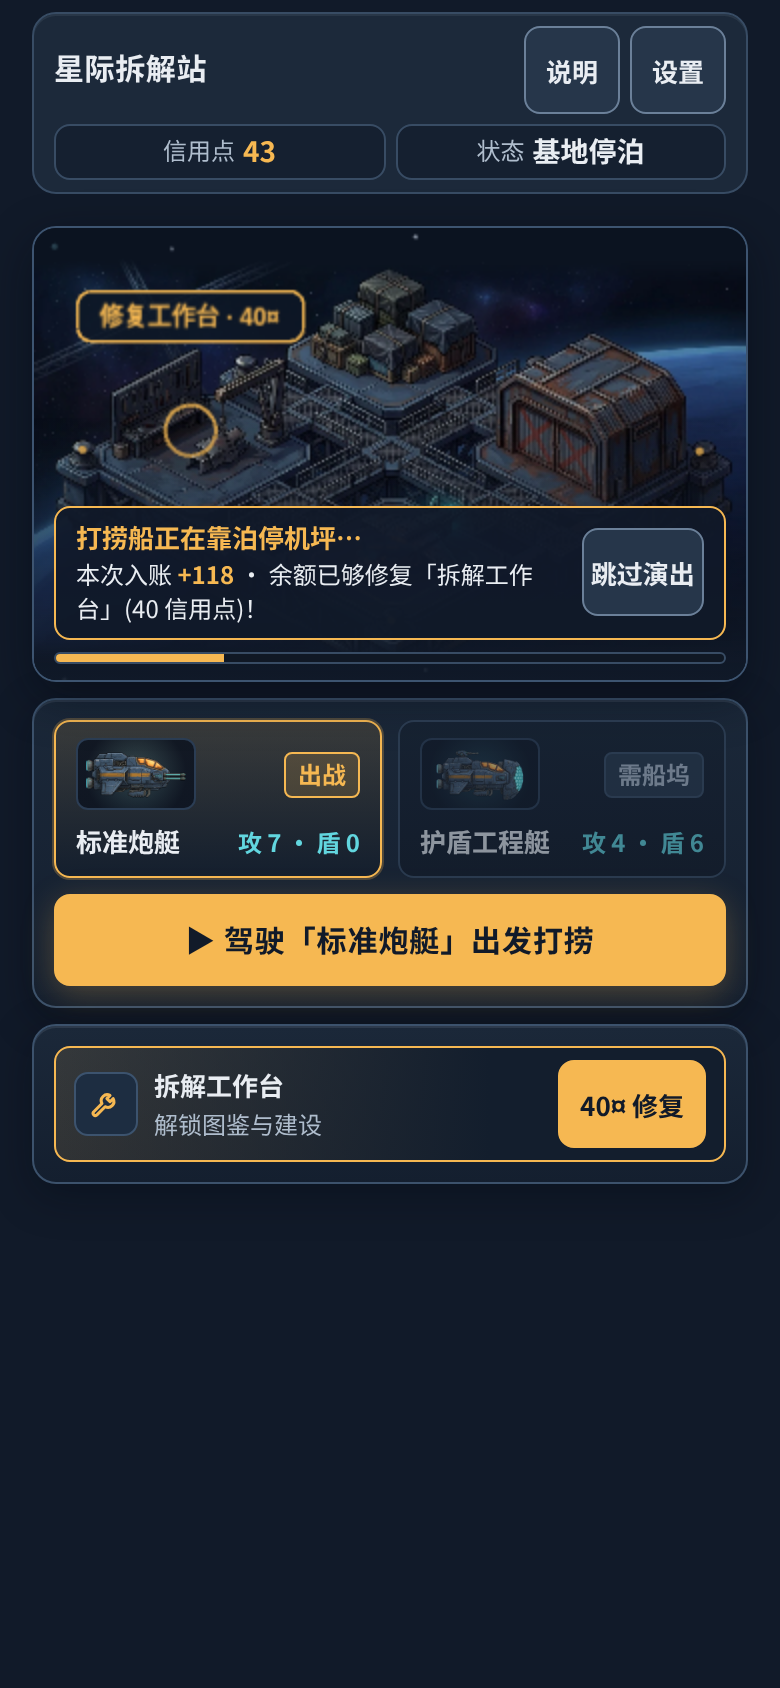 星际拆解站
说明
设置
信用点 43
状态 基地停泊
修复工作台 · 40¤
打捞船正在靠泊停机坪…
本次入账 +118 · 余额已够修复「拆解工作
台」(40 信用点)!
跳过演出
出战
标准炮艇
攻 7 · 盾 0
需船坞
护盾工程艇
攻 4 · 盾 6
▶ 驾驶「标准炮艇」出发打捞
拆解工作台
解锁图鉴与建设
40¤ 修复